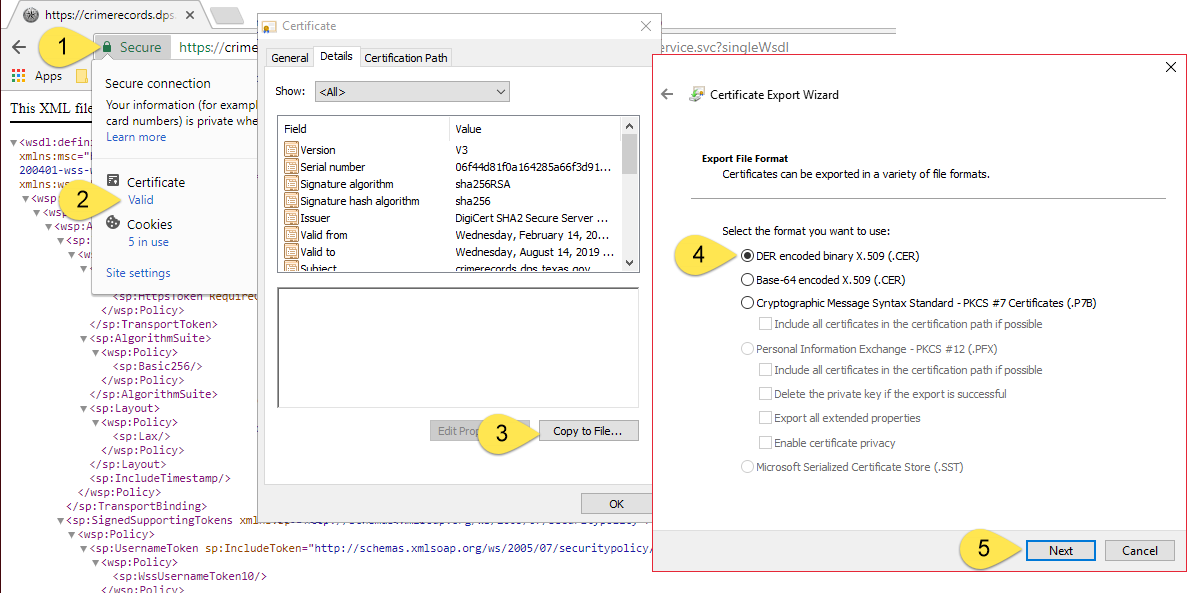 https://crimerecords.dps.
1
Secure
https://crime
ervice.svc?singleWsdl
Apps
This XML file
<wsdl:defini
xmlns:msc="h
200401-wss-w
xmlns:ws
<wsp
<ws
<wsp:A
<sp:
<w
Secure connection
Your information (for exampl
card numbers) is private whe
Learn more
Certificate
2
Valid
Cookies
5 in use
Site settings
<sp:HttpsToken Require
</wsp:Policy>
</sp:TransportToken>
<sp:AlgorithmSuite>
<wsp:Policy>
<sp:Basic256/>
</wsp:Policy>
</sp:AlgorithmSuite>
<sp:Layout>
<wsp:Policy>
<sp:Lax/>
</wsp:Policy>
</sp:Layout>
<sp:IncludeTimestamp/>
</wsp:Policy>
</sp:TransportBinding>
<sp:SignedSupportingTokens
<wsp:Policy>
<sp:UsernameToken sp:IncludeToken="http://schemas.xmlsoap.org/ws/2005/07/securitypolicy/
<wsp:Policy>
<sp:WssUsernameToken10/>
</wsp:Policy>
Certificate
General Details Certification Path
Show: <All>
Field Value
Version V3
Serial number 06f44d81f0a164285a66f3d91...
Signature algorithm sha256RSA
Signature hash algorithm sha256
Issuer DigiCert SHA2 Secure Server ...
Valid from Wednesday, February 14, 20...
Valid to Wednesday, August 14, 2019 ...
Subject crimerecords.dps.texas.gov
Edit Prop
3
Copy to File...
OK
Certificate Export Wizard
Export File Format
Certificates can be exported in a variety of file formats.
Select the format you want to use:
4
DER encoded binary X.509 (.CER)
Base-64 encoded X.509 (.CER)
Cryptographic Message Syntax Standard - PKCS #7 Certificates (.P7B)
Include all certificates in the certification path if possible
Personal Information Exchange - PKCS #12 (.PFX)
Include all certificates in the certification path if possible
Delete the private key if the export is successful
Export all extended properties
Enable certificate privacy
Microsoft Serialized Certificate Store (.SST)
5
Next Cancel